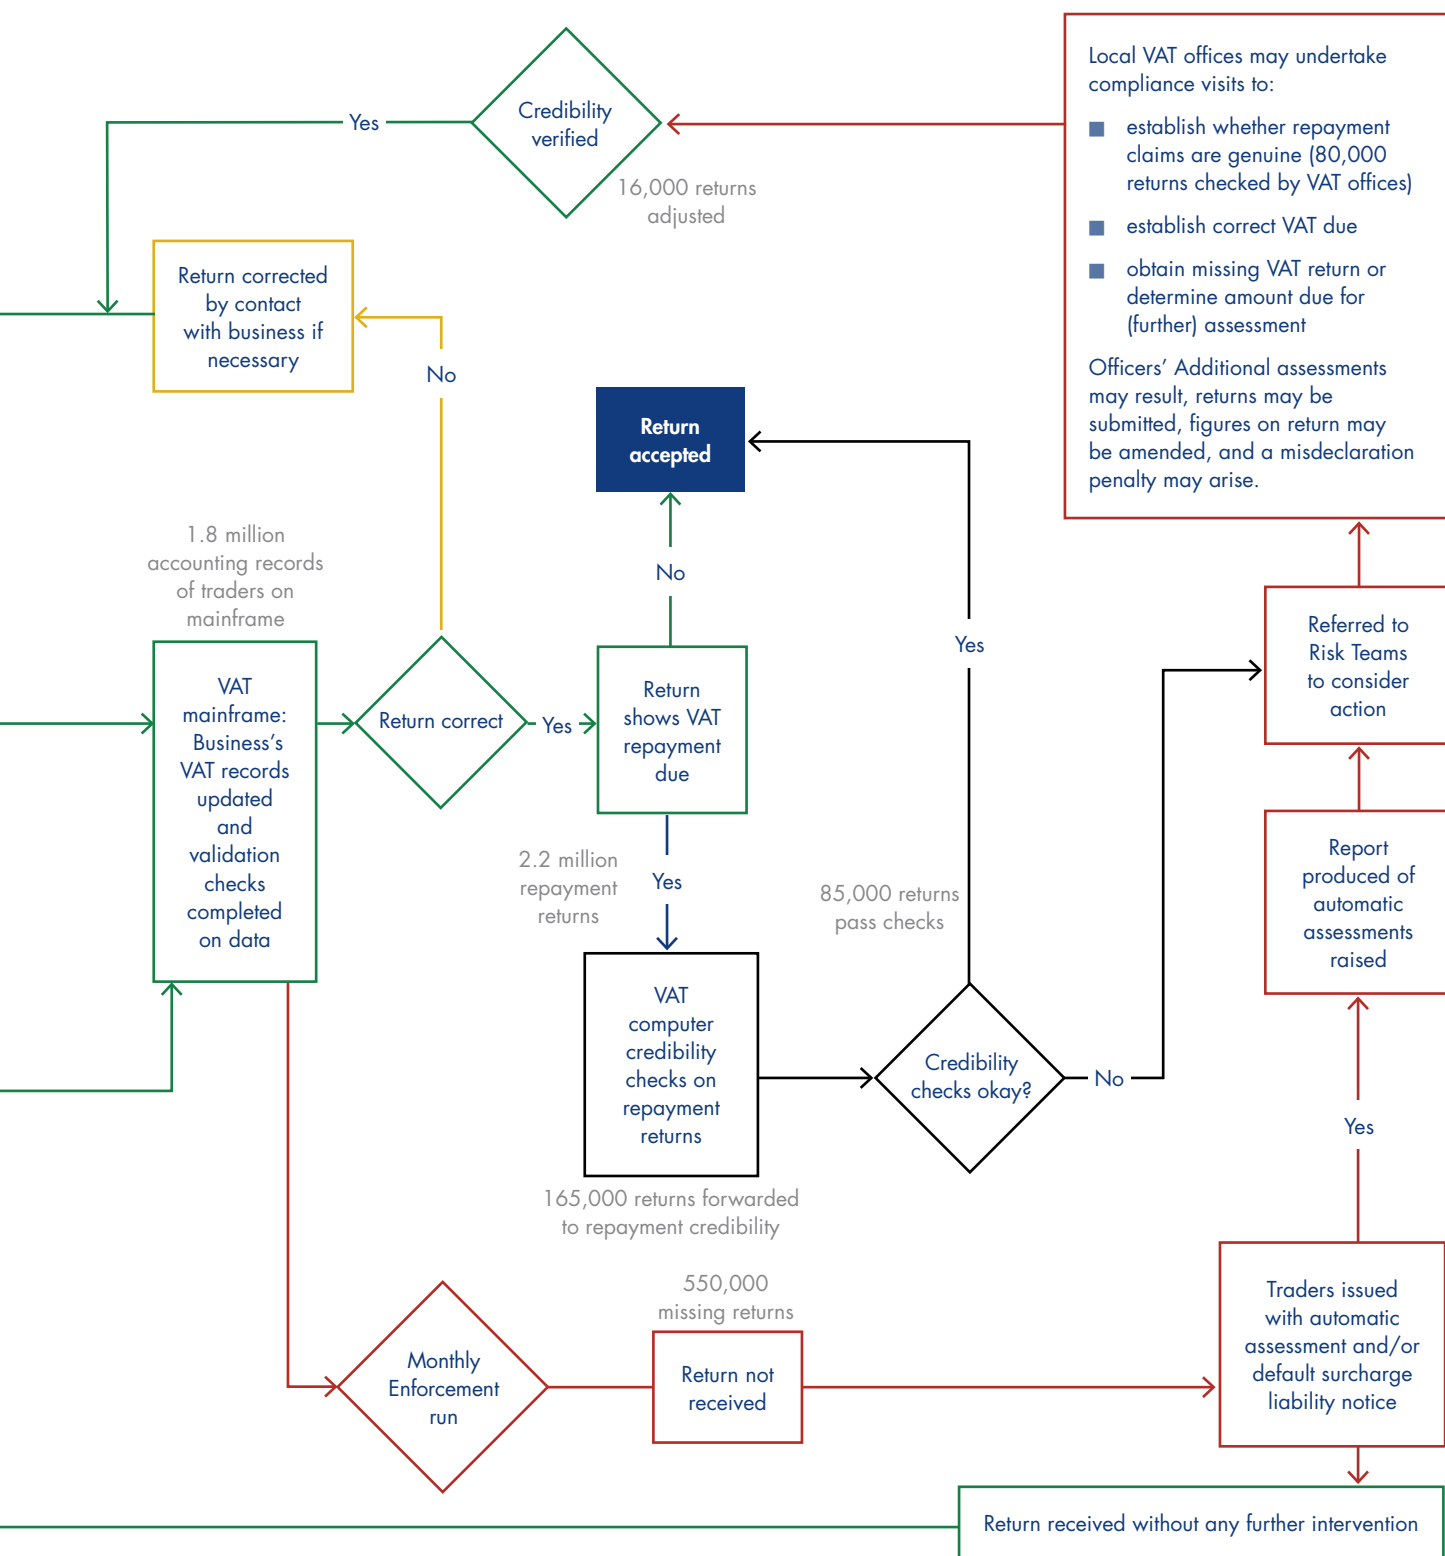 Local VAT offices may undertake
compliance visits to:
establish whether repayment
claims are genuine (80,000
returns checked by VAT offices)
establish correct VAT due
obtain missing VAT return or
determine amount due for
(further) assessment
Officers' Additional assessments
may result, returns may be
submitted, figures on return may
be amended, and a misdeclaration
penalty may arise.
Credibility
verified
Yes
16,000 returns
adjusted
Return corrected
by contact
with business if
necessary
No
Return
accepted
No
Yes
1.8 million
accounting records
of traders on
mainframe
VAT
mainframe:
Business's
VAT records
updated
and
validation
checks
completed
on data
Return correct
Yes
Return
shows VAT
repayment
due
Referred to
Risk Teams
to consider
action
2.2 million
repayment
returns
Yes
85,000 returns
pass checks
Report
produced of
automatic
assessments
raised
VAT
computer
credibility
checks on
repayment
returns
Credibility
checks okay?
No
Yes
165,000 returns forwarded
to repayment credibility
550,000
missing returns
Monthly
Enforcement
run
Return not
received
Traders issued
with automatic
assessment and/or
default surcharge
liability notice
Return received without any further intervention